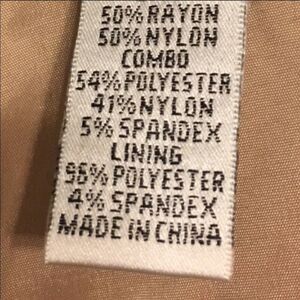 50% RAYON
50% NYLON
COMBO
54% POLYESTER
41% NYLON
5% SPANDEX
LINING
96% POLYESTER
4% SPANDEX
MADE IN CHINA